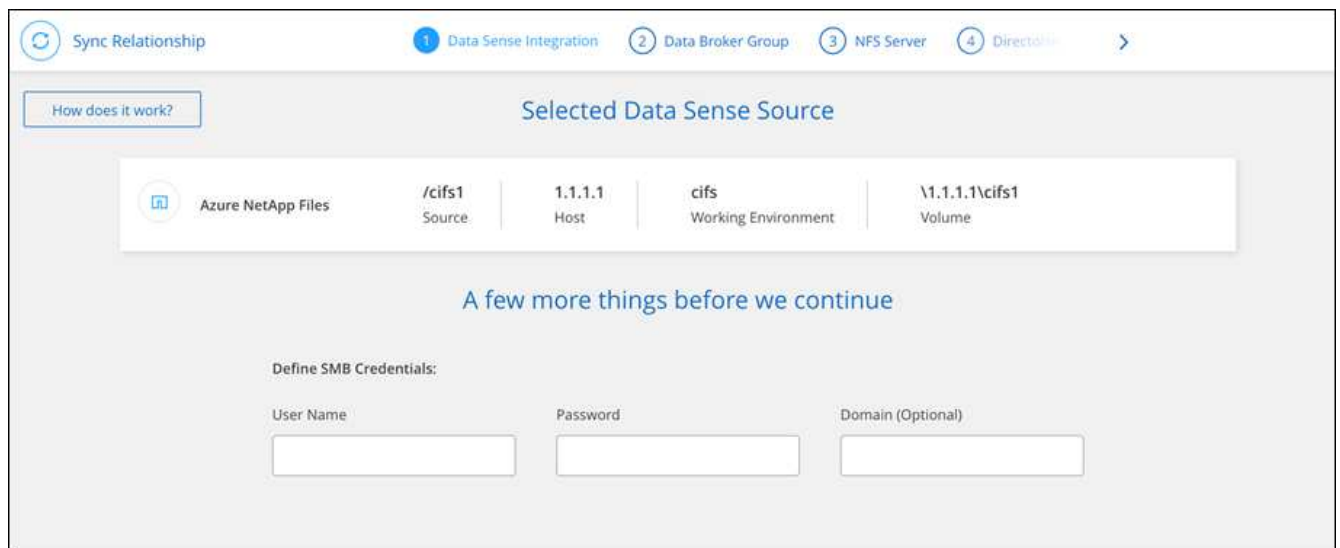 Sync Relationship
1 Data Sense Integration 2 Data Broker Group 3 NFS Server 4
How does it work?
Selected Data Sense Source
Azure NetApp Files
/cifs1 1.1.1.1 cifs \1.1.1.1\cifs1
Source Host Working Environment Volume
A few more things before we continue
Define SMB Credentials:
User Name Password Domain (Optional)